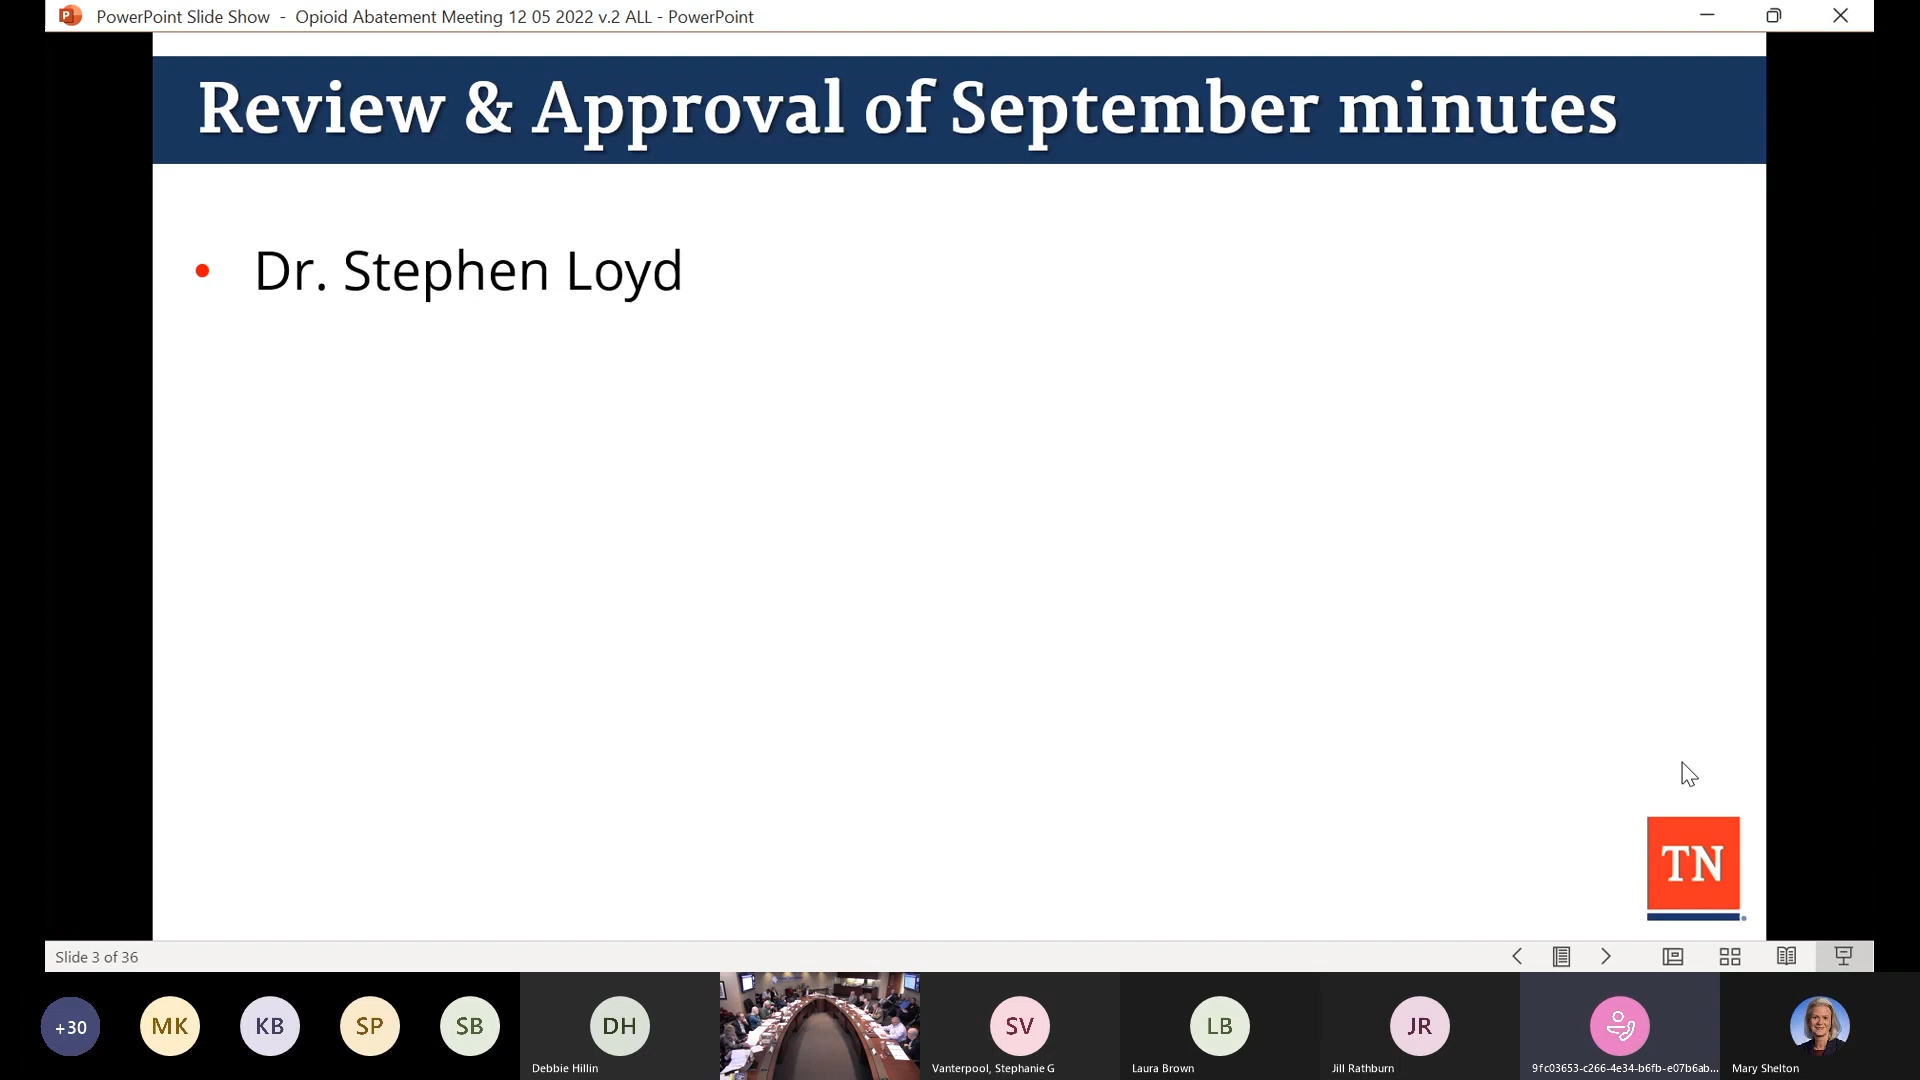 PowerPoint Slide Show - Opioid Abatement Meeting 12 05 2022 v.2 ALL - PowerPoint
Review & Approval of September minutes
• Dr. Stephen Loyd
TN
Slide 3 of 36
+30
MK
KB
SP
SB
DH
SV
LB
JR
Debbie Hillin
Vanterpool, Stephanie G
Laura Brown
Jill Rathburn
9fc03653-c266-4e34-b6fb-e07b6ab...
Mary Shelton